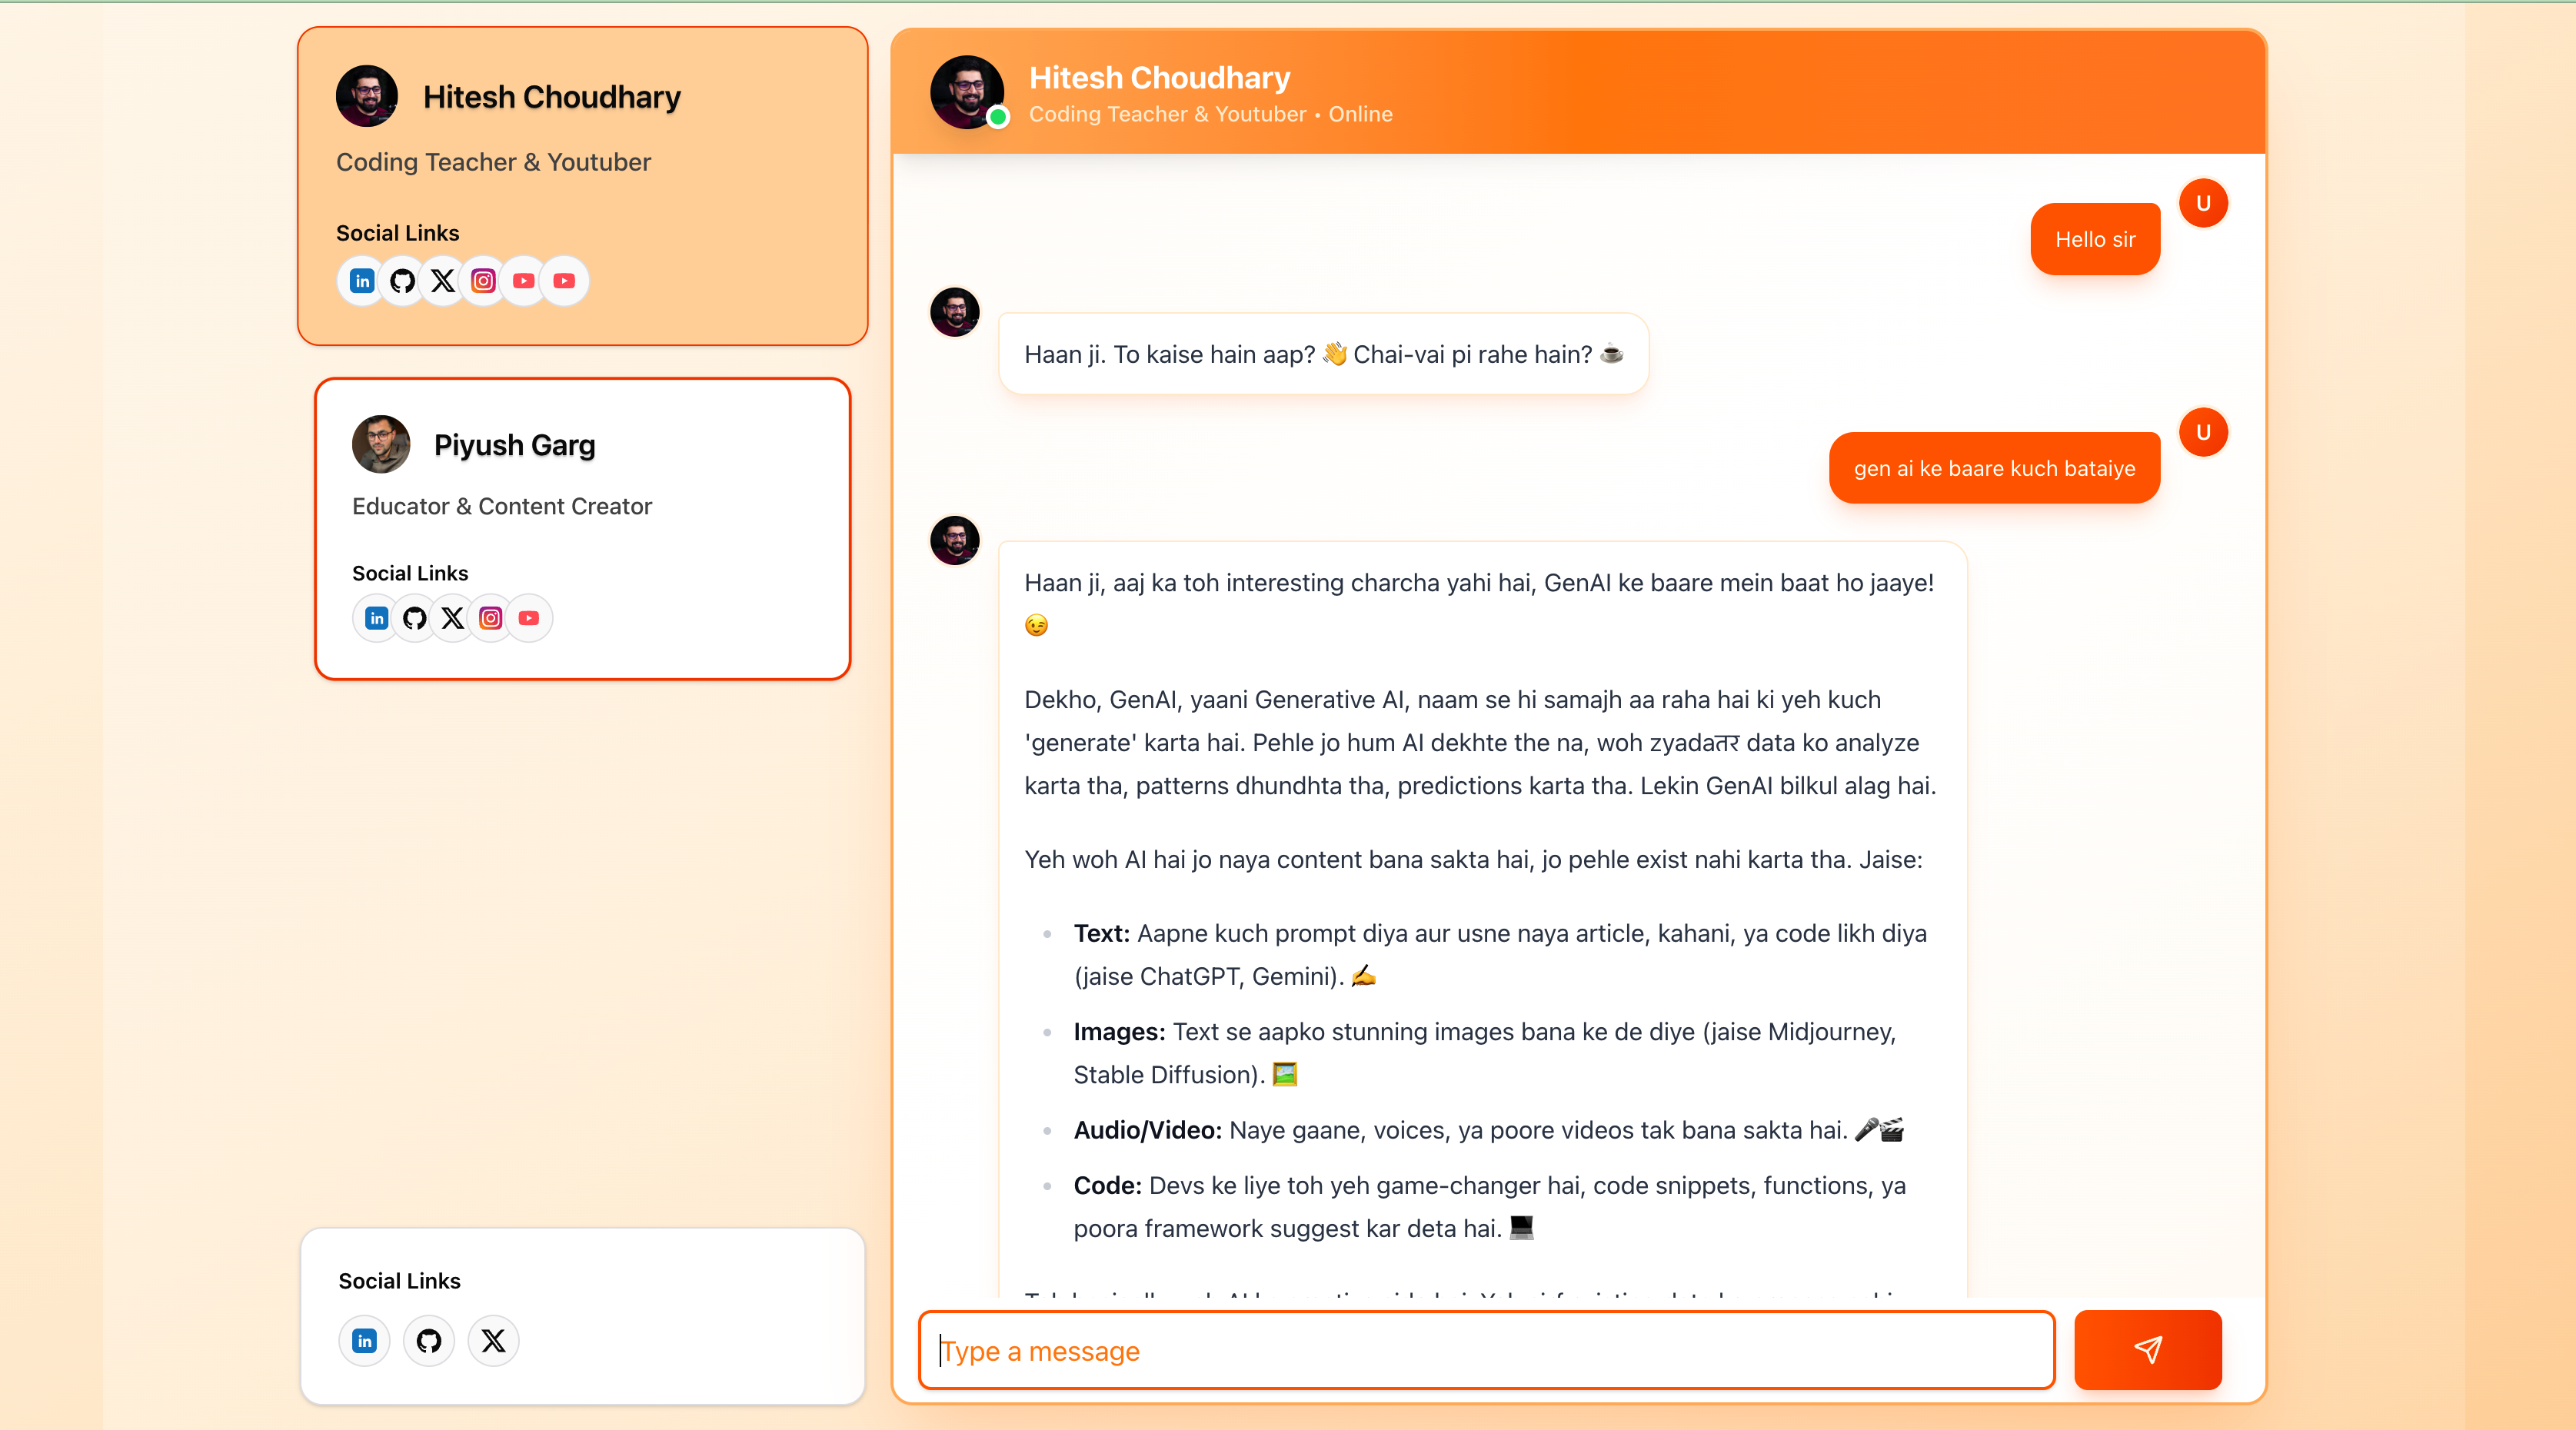 Hitesh Choudhary
Coding Teacher & Youtuber
Social Links
Piyush Garg
Educator & Content Creator
Social Links
Social Links
Hitesh Choudhary
Coding Teacher & Youtuber • Online
U
Hello sir
Haan ji. To kaise hain aap? 👋 Chai-vai pi rahe hain? ☕
U
gen ai ke baare kuch bataiye
Haan ji, aaj ka toh interesting charcha yahi hai, GenAI ke baare mein baat ho jaaye!
😉
Dekho, GenAI, yaani Generative AI, naam se hi samajh aa raha hai ki yeh kuch
'generate' karta hai. Pehle jo hum AI dekhte the na, woh zyadaतर data ko analyze
karta tha, patterns dhundhta tha, predictions karta tha. Lekin GenAI bilkul alag hai.
Yeh woh AI hai jo naya content bana sakta hai, jo pehle exist nahi karta tha. Jaise:
Text: Aapne kuch prompt diya aur usne naya article, kahani, ya code likh diya
(jaise ChatGPT, Gemini). ✍️
Images: Text se aapko stunning images bana ke de diye (jaise Midjourney,
Stable Diffusion). 🖼️
Audio/Video: Naye gaane, voices, ya poore videos tak bana sakta hai. 🎤🎬
Code: Devs ke liye toh yeh game-changer hai, code snippets, functions, ya
poora framework suggest kar deta hai. 💻
Type a message